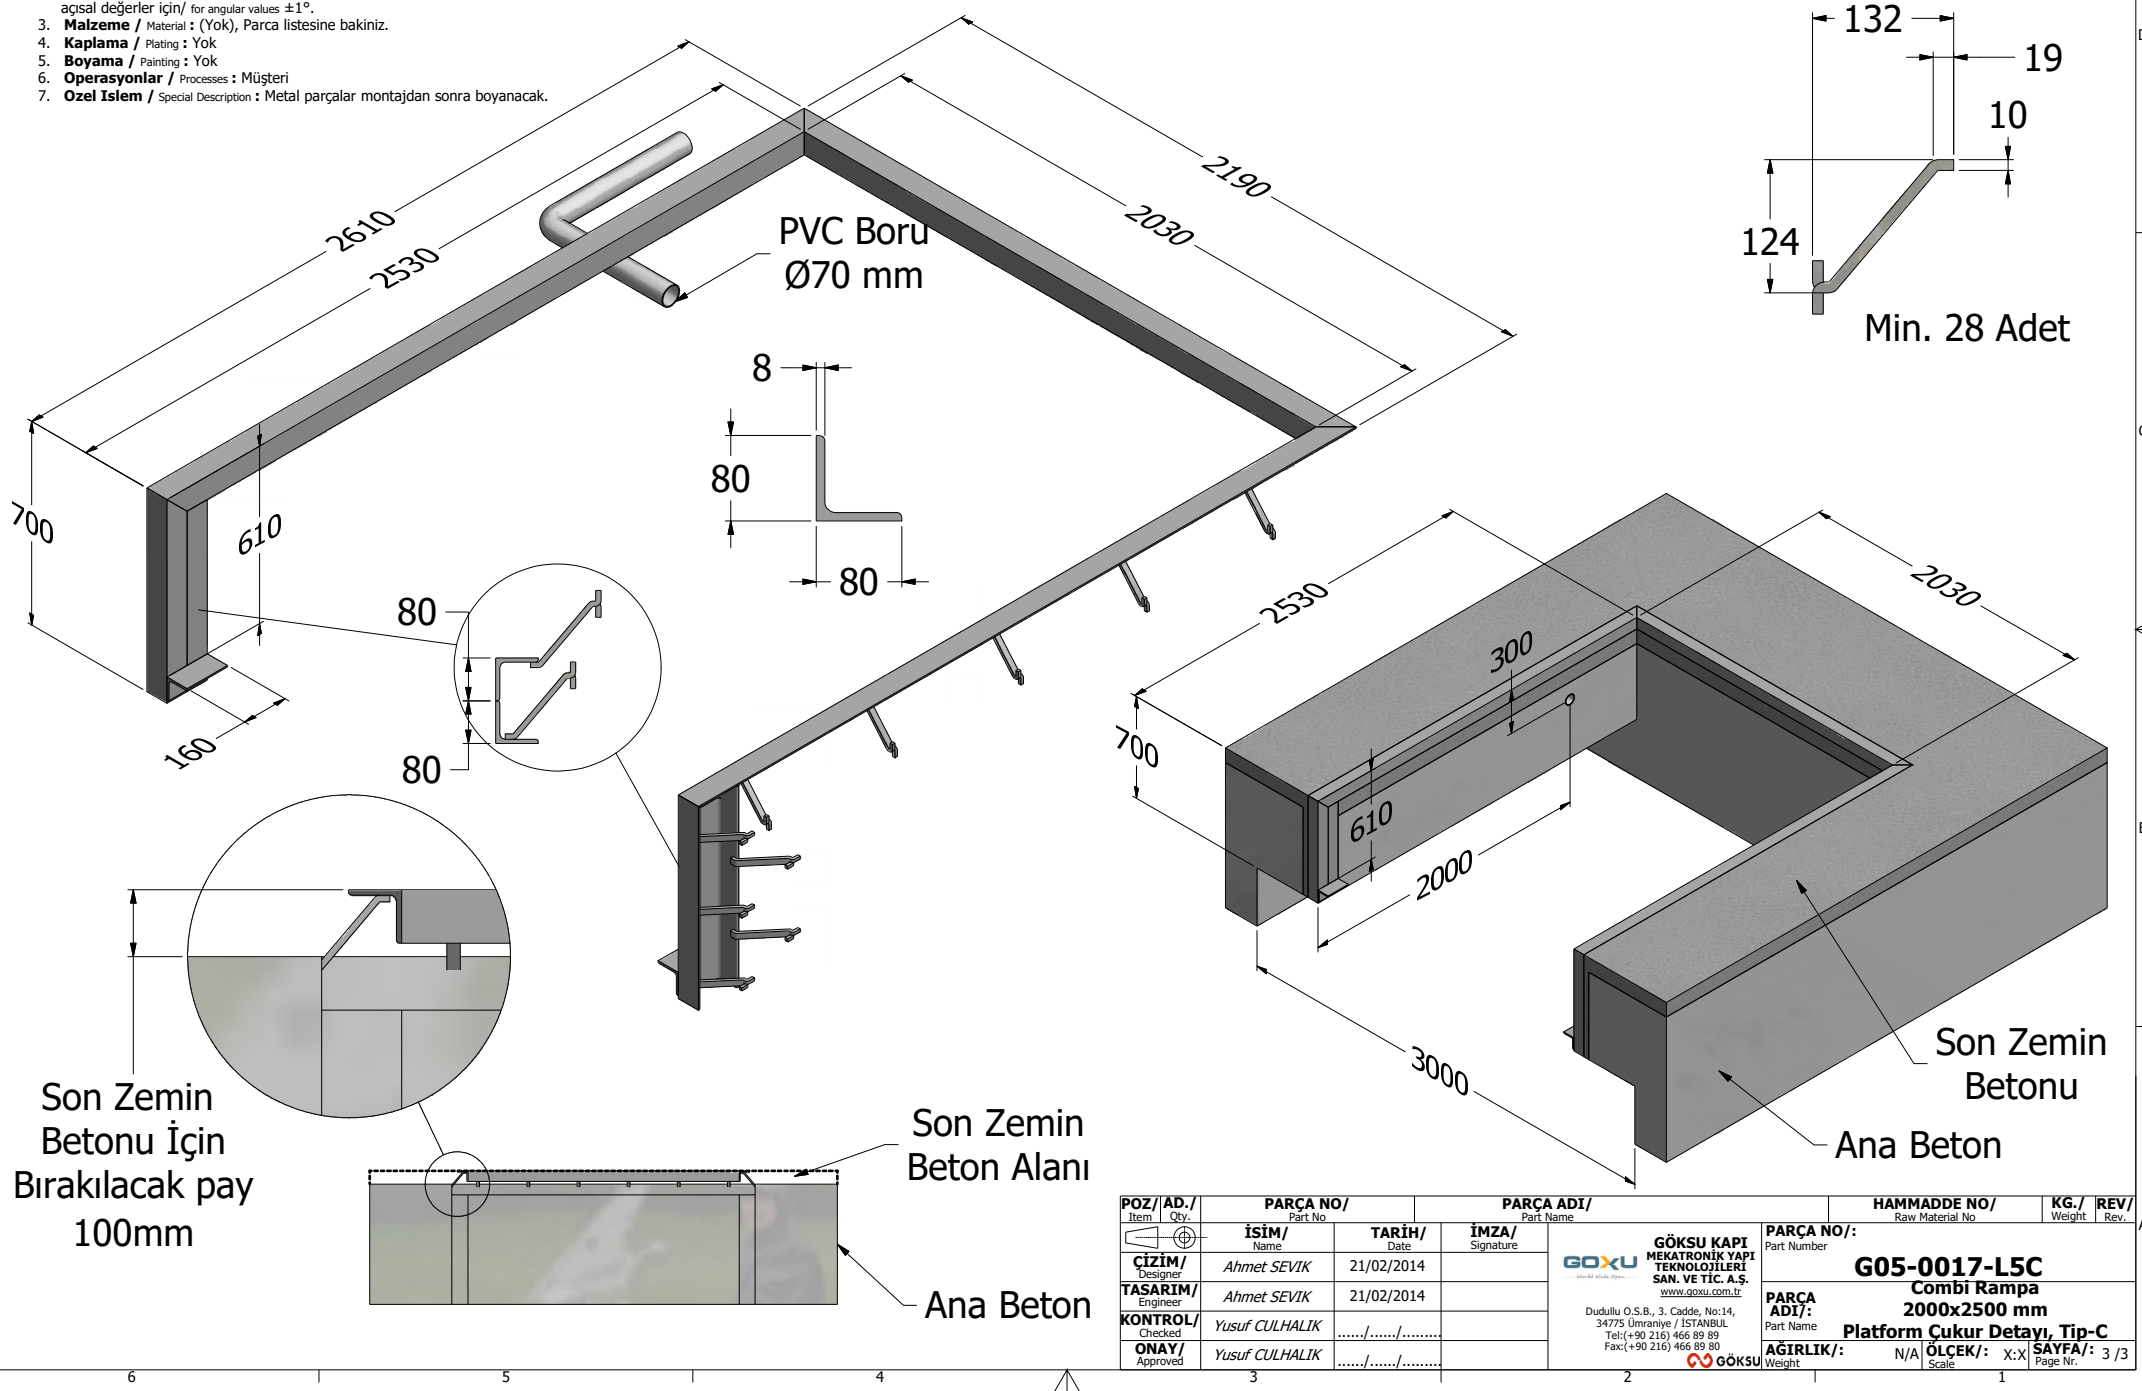 açısal değerler için/ for angular values ±1°.
3. Malzeme / Material : (Yok), Parca listesine bakiniz.
4. Kaplama / Plating : Yok
5. Boyama / Painting : Yok
6. Operasyonlar / Processes : Müşteri
7. Ozel Islem / Special Description : Metal parçalar montajdan sonra boyanacak.
2610
2530
2190
2030
PVC Boru
Ø70 mm
132
19
10
124
Min. 28 Adet
700
610
160
8
80
80
80
80
2530
2030
300
700
610
2000
3000
Son Zemin
Betonu
Ana Beton
Son Zemin
Betonu İçin
Bırakılacak pay
100mm
Son Zemin
Beton Alanı
Ana Beton
POZ/ AD./ PARÇA NO/ PARÇA ADI/ HAMMADDE NO/ KG./ REV/
Item Qty. Part No Part Name Raw Material No Weight Rev.
İSİM/ TARİH/ İMZA/
Name Date Signature
ÇİZİM/ Ahmet SEVIK 21/02/2014
Designer
TASARIM/ Ahmet SEVIK 21/02/2014
Engineer
KONTROL/ Yusuf CULHALIK ....../....../.........
Checked
ONAY/ Yusuf CULHALIK ....../....../.........
Approved
GOXU
World Wide Open
GÖKSU KAPI
MEKATRONİK YAPI
TEKNOLOJİLERİ
SAN. VE TİC. A.Ş.
www.goxu.com.tr
Dudullu O.S.B., 3. Cadde, No:14,
34775 Ümraniye / İSTANBUL
Tel:(+90 216) 466 89 89
Fax:(+90 216) 466 89 80
GÖKSU
PARÇA NO/:
Part Number
G05-0017-L5C
PARÇA
ADI/:
Part Name
Combi Rampa
2000x2500 mm
Platform Çukur Detayı, Tip-C
AĞIRLIK/: N/A ÖLÇEK/: X:X SAYFA/: 3 /3
Weight Scale Page Nr.
6 5 4 3 2 1